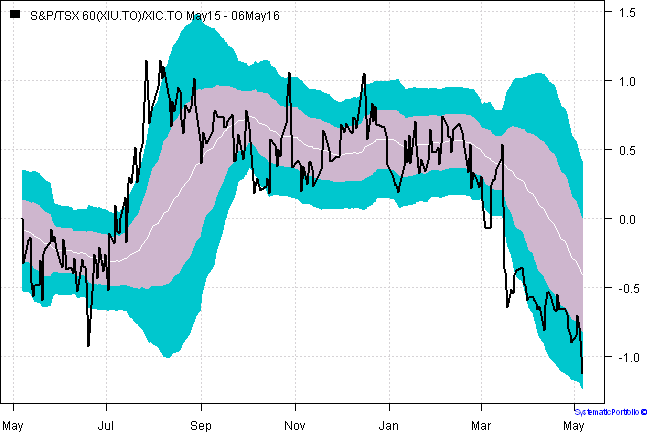 S&P/TSX 60(XIU.TO)/XIC.TO May15 - 06May16
1.5
1.0
0.5
0.0
-0.5
-1.0
SystematicPortfolio ©
May Jul Sep Nov Jan Mar May